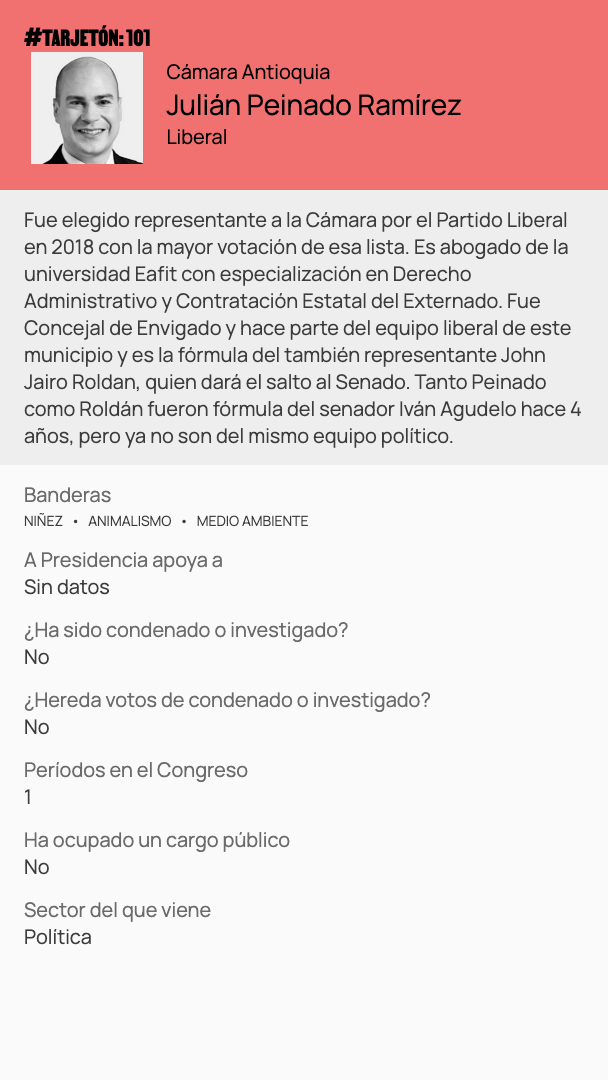 #TARJETÓN: 101
Cámara Antioquia
Julián Peinado Ramírez
Liberal
Fue elegido representante a la Cámara por el Partido Liberal
en 2018 con la mayor votación de esa lista. Es abogado de la
universidad Eafit con especialización en Derecho
Administrativo y Contratación Estatal del Externado. Fue
Concejal de Envigado y hace parte del equipo liberal de este
municipio y es la fórmula del también representante John
Jairo Roldan, quien dará el salto al Senado. Tanto Peinado
como Roldán fueron fórmula del senador Iván Agudelo hace 4
años, pero ya no son del mismo equipo político.
Banderas
NIÑEZ • ANIMALISMO • MEDIO AMBIENTE
A Presidencia apoya a
Sin datos
¿Ha sido condenado o investigado?
No
¿Hereda votos de condenado o investigado?
No
Períodos en el Congreso
1
Ha ocupado un cargo público
No
Sector del que viene
Política